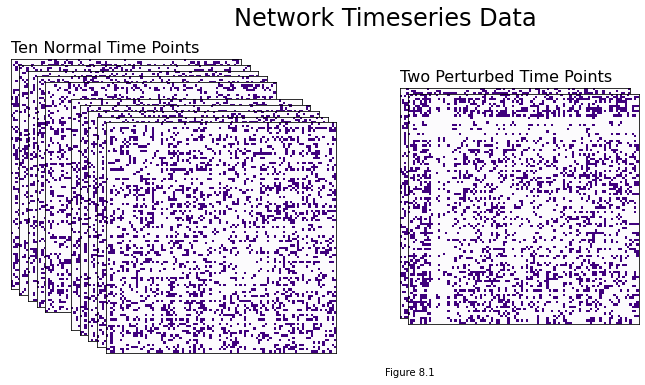 Network Timeseries Data
Ten Normal Time Points
Two Perturbed Time Points
Figure 8.1